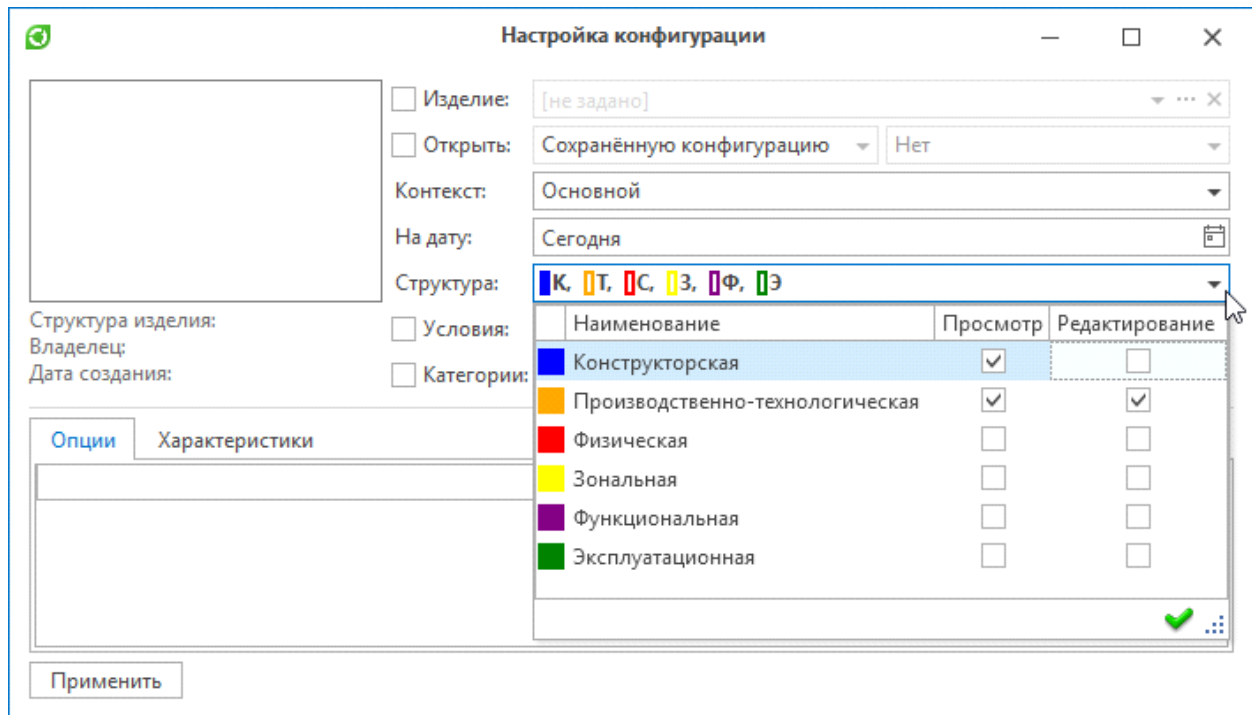 Настройка конфигурации
Изделие: [не задано]
Открыть: Сохранённую конфигурацию Нет
Контекст: Основной
На дату: Сегодня
Структура: К, Т, С, З, Ф, Э
Структура изделия:
Владелец:
Дата создания:
Условия:
Категории:
Наименование Просмотр Редактирование
Конструкторская
Производственно-технологическая
Физическая
Зональная
Функциональная
Эксплуатационная
Опции Характеристики
Применить